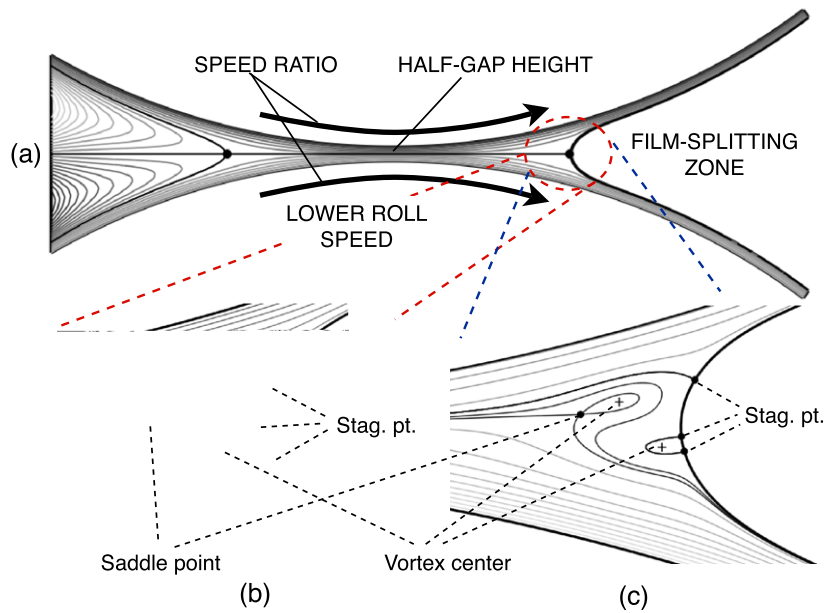 SPEED RATIO
HALF-GAP HEIGHT
(a)
FILM-SPLITTING
ZONE
LOWER ROLL
SPEED
Stag. pt.
Stag. pt.
Saddle point
Vortex center
(b)
(c)